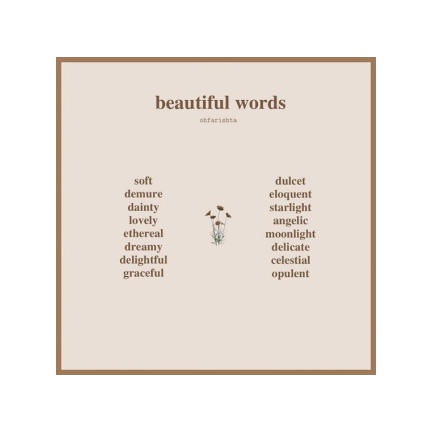 beautiful words
ohfarishta
soft
demure
dainty
lovely
ethereal
dreamy
delightful
graceful
dulcet
eloquent
starlight
angelic
moonlight
delicate
celestial
opulent